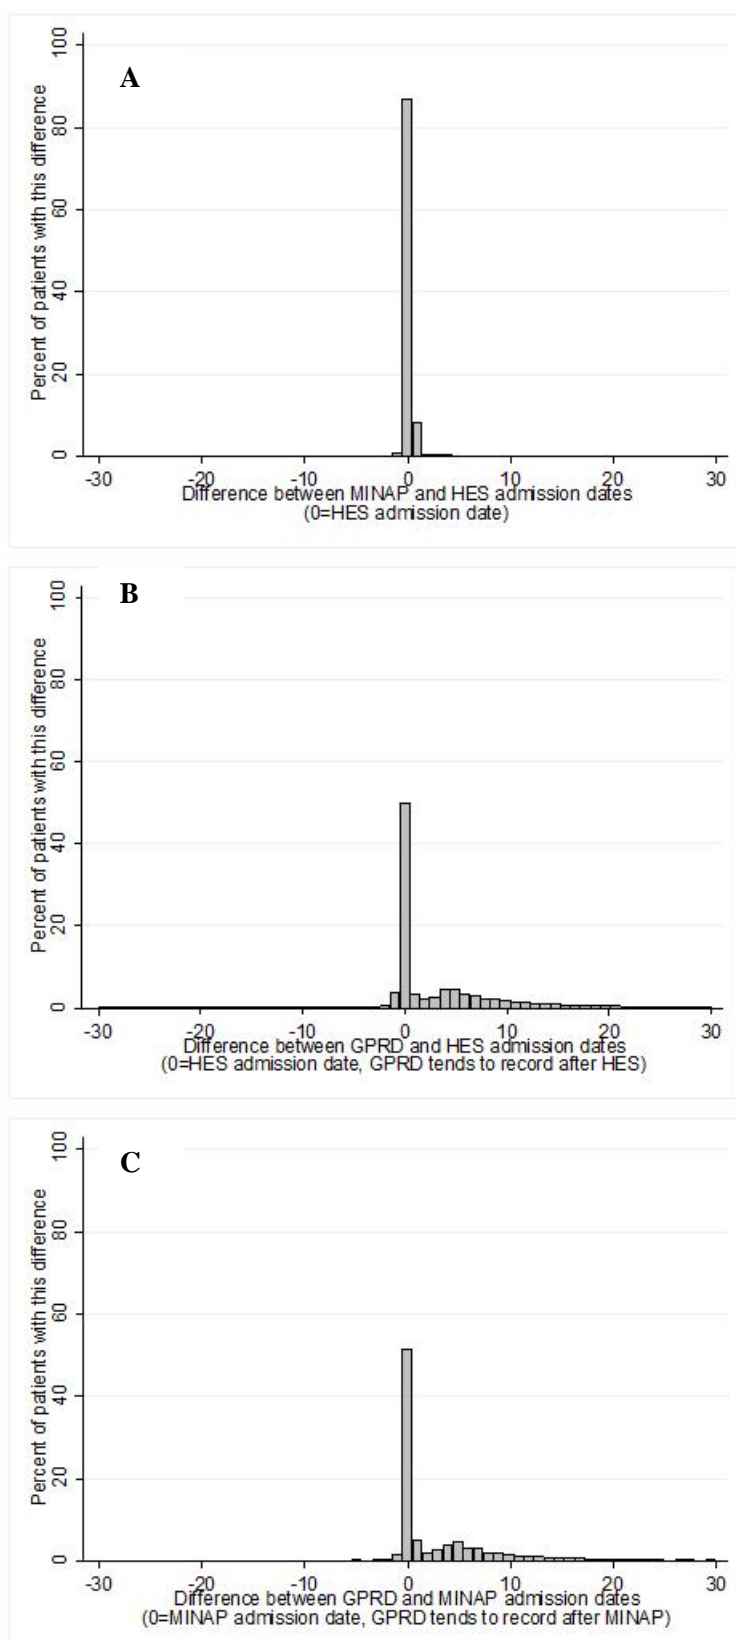 A
Percent of patients with this difference
100
80
60
40
20
0
-30 -20 -10 0 10 20 30
Difference between MINAP and HES admission dates
(0=HES admission date)
B
Percent of patients with this difference
100
80
60
40
20
0
-30 -20 -10 0 10 20 30
Difference between GPRD and HES admission dates
(0=HES admission date, GPRD tends to record after HES)
C
Percent of patients with this difference
100
80
60
40
20
0
-30 -20 -10 0 10 20 30
Difference between GPRD and MINAP admission dates
(0=MINAP admission date, GPRD tends to record after MINAP)